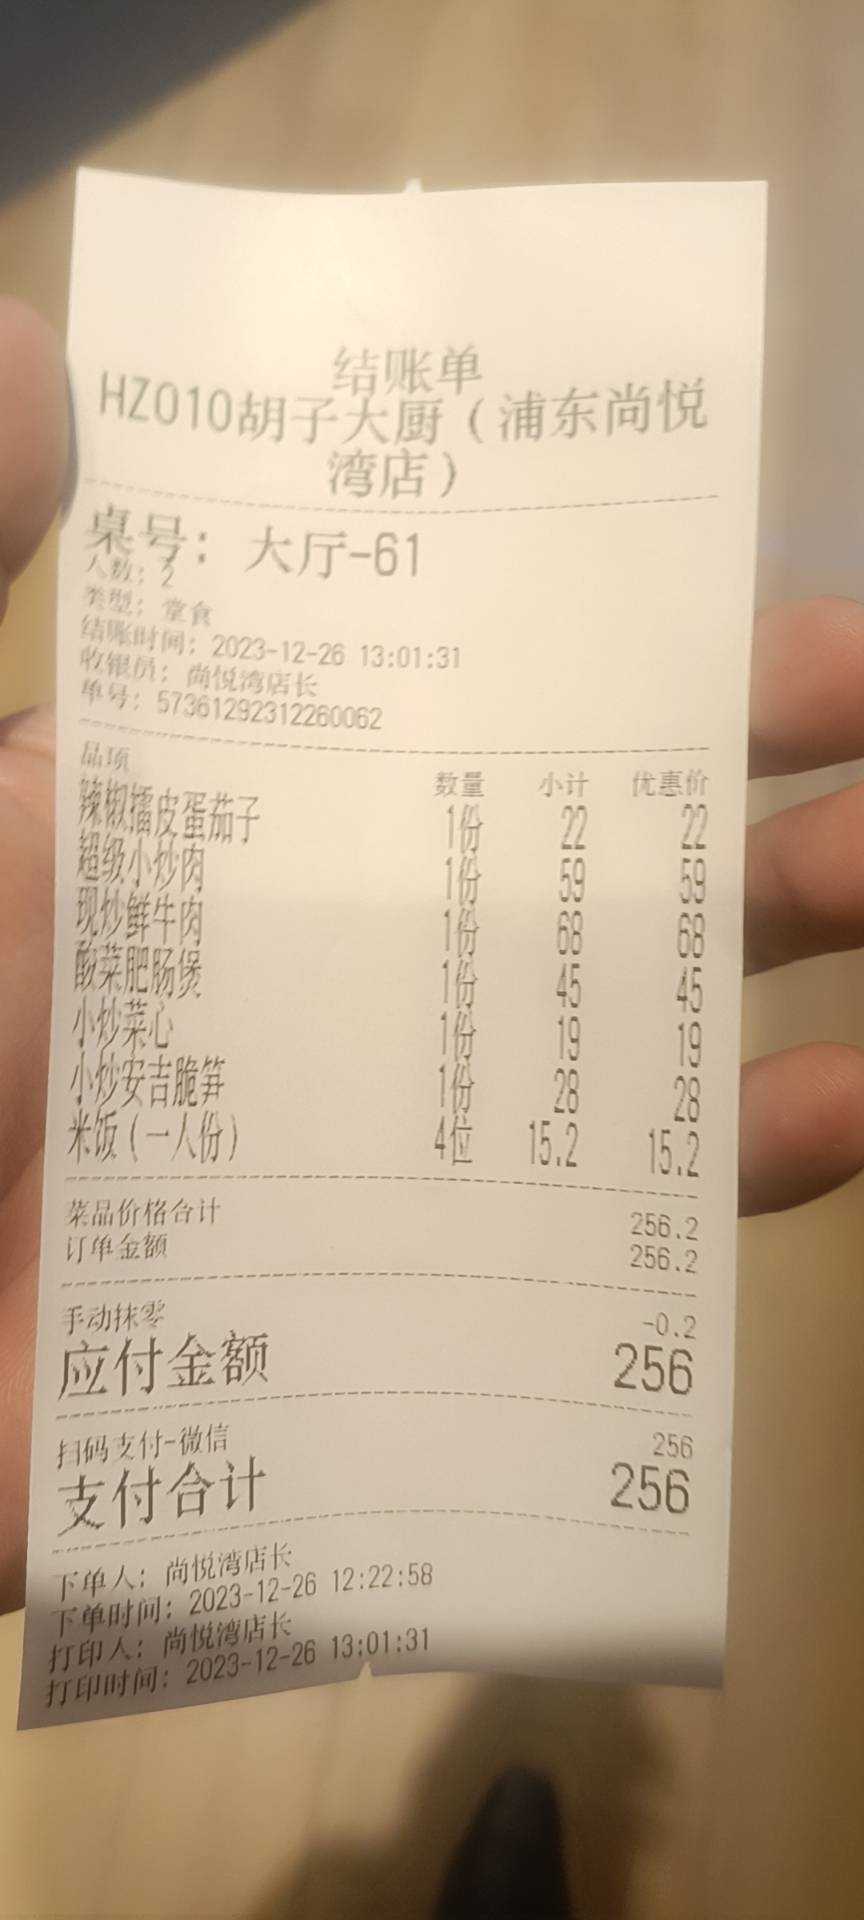 结账单
HZ010胡子大厨（浦东尚悦
湾店）
桌号：大厅-61
人数：2
类型：堂食
结账时间：2023-12-26 13:01:31
收银员：尚悦湾店长
单号：57361292312260062
品项 数量 小计 优惠价
辣椒擂皮蛋茄子 1份 22 22
超级小炒肉 1份 59 59
现炒鲜牛肉 1份 68 68
酸菜肥肠煲 1份 45 45
小炒菜心 1份 19 19
小炒安吉脆笋 1份 28 28
米饭（一人份） 4位 15.2 15.2
菜品价格合计 256.2
订单金额 256.2
手动抹零 -0.2
应付金额 256
扫码支付-微信 256
支付合计 256
下单人：尚悦湾店长
下单时间：2023-12-26 12:22:58
打印人：尚悦湾店长
打印时间：2023-12-26 13:01:31